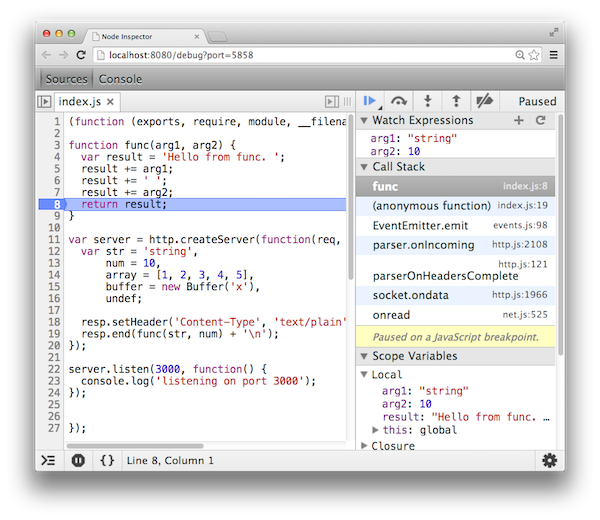 Node Inspector
localhost:8080/debug?port=5858
Sources Console
index.js Paused
1 (function (exports, require, module, __filena
2
3 function func(arg1, arg2) {
4 var result = 'Hello from func. ';
5 result += arg1;
6 result += ' ';
7 result += arg2;
8 return result;
9 }
10
11 var server = http.createServer(function(req,
12 var str = 'string',
13 num = 10,
14 array = [1, 2, 3, 4, 5],
15 buffer = new Buffer('x'),
16 undef;
17
18 resp.setHeader('Content-Type', 'text/plain'
19 resp.end(func(str, num) + '\n');
20 });
21
22 server.listen(3000, function() {
23 console.log('listening on port 3000');
24 });
25
26
27 });
Watch Expressions
arg1: "string"
arg2: 10
Call Stack
func index.js:8
(anonymous function) index.js:19
EventEmitter.emit events.js:98
parser.onIncoming http.js:2108
http.js:121
parserOnHeadersComplete
socket.ondata http.js:1966
onread net.js:525
Paused on a JavaScript breakpoint.
Scope Variables
Local
arg1: "string"
arg2: 10
result: "Hello from func. …
this: global
Closure
{} Line 8, Column 1